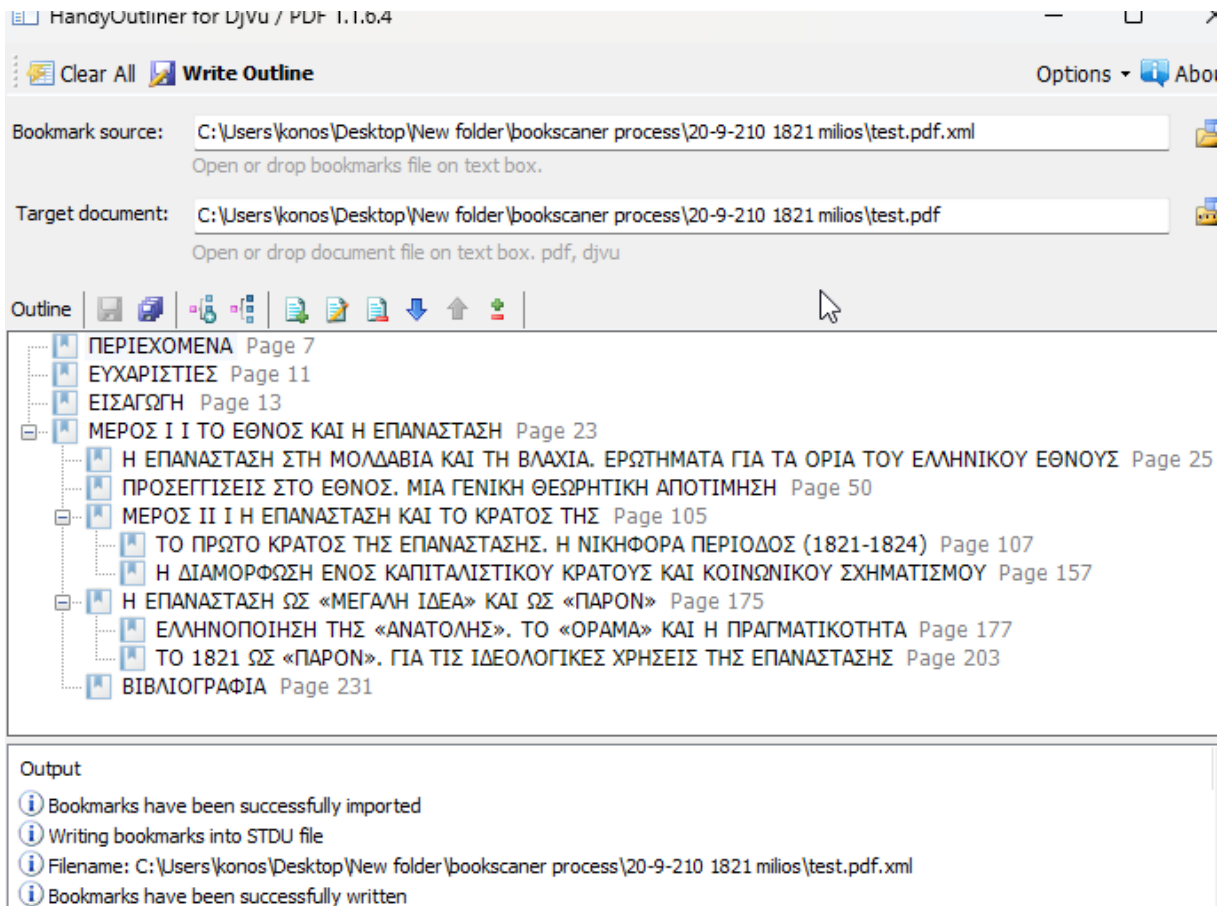 HandyOutliner for DjVu / PDF 1.1.6.4
Clear All Write Outline Options
Bookmark source: C:\Users\konos\Desktop\New folder\bookscaner process\20-9-210 1821 milios\test.pdf.xml
Open or drop bookmarks file on text box.
Target document: C:\Users\konos\Desktop\New folder\bookscaner process\20-9-210 1821 milios\test.pdf
Open or drop document file on text box. pdf, djvu
Outline
ΠΕΡΙΕΧΟΜΕΝΑ Page 7
ΕΥΧΑΡΙΣΤΙΕΣ Page 11
ΕΙΣΑΓΩΓΗ Page 13
ΜΕΡΟΣ Ι Ι ΤΟ ΕΘΝΟΣ ΚΑΙ Η ΕΠΑΝΑΣΤΑΣΗ Page 23
Η ΕΠΑΝΑΣΤΑΣΗ ΣΤΗ ΜΟΛΔΑΒΙΑ ΚΑΙ ΤΗ ΒΛΑΧΙΑ. ΕΡΩΤΗΜΑΤΑ ΓΙΑ ΤΑ ΟΡΙΑ ΤΟΥ ΕΛΛΗΝΙΚΟΥ ΕΘΝΟΥΣ Page 25
ΠΡΟΣΕΓΓΙΣΕΙΣ ΣΤΟ ΕΘΝΟΣ. ΜΙΑ ΓΕΝΙΚΗ ΘΕΩΡΗΤΙΚΗ ΑΠΟΤΙΜΗΣΗ Page 50
ΜΕΡΟΣ ΙΙ Ι Η ΕΠΑΝΑΣΤΑΣΗ ΚΑΙ ΤΟ ΚΡΑΤΟΣ ΤΗΣ Page 105
ΤΟ ΠΡΩΤΟ ΚΡΑΤΟΣ ΤΗΣ ΕΠΑΝΑΣΤΑΣΗΣ. Η ΝΙΚΗΦΟΡΑ ΠΕΡΙΟΔΟΣ (1821-1824) Page 107
Η ΔΙΑΜΟΡΦΩΣΗ ΕΝΟΣ ΚΑΠΙΤΑΛΙΣΤΙΚΟΥ ΚΡΑΤΟΥΣ ΚΑΙ ΚΟΙΝΩΝΙΚΟΥ ΣΧΗΜΑΤΙΣΜΟΥ Page 157
Η ΕΠΑΝΑΣΤΑΣΗ ΩΣ «ΜΕΓΑΛΗ ΙΔΕΑ» ΚΑΙ ΩΣ «ΠΑΡΟΝ» Page 175
ΕΛΛΗΝΟΠΟΙΗΣΗ ΤΗΣ «ΑΝΑΤΟΛΗΣ». ΤΟ «ΟΡΑΜΑ» ΚΑΙ Η ΠΡΑΓΜΑΤΙΚΟΤΗΤΑ Page 177
ΤΟ 1821 ΩΣ «ΠΑΡΟΝ». ΓΙΑ ΤΙΣ ΙΔΕΟΛΟΓΙΚΕΣ ΧΡΗΣΕΙΣ ΤΗΣ ΕΠΑΝΑΣΤΑΣΗΣ Page 203
ΒΙΒΛΙΟΓΡΑΦΙΑ Page 231
Output
Bookmarks have been successfully imported
Writing bookmarks into STDU file
Filename: C:\Users\konos\Desktop\New folder\bookscaner process\20-9-210 1821 milios\test.pdf.xml
Bookmarks have been successfully written